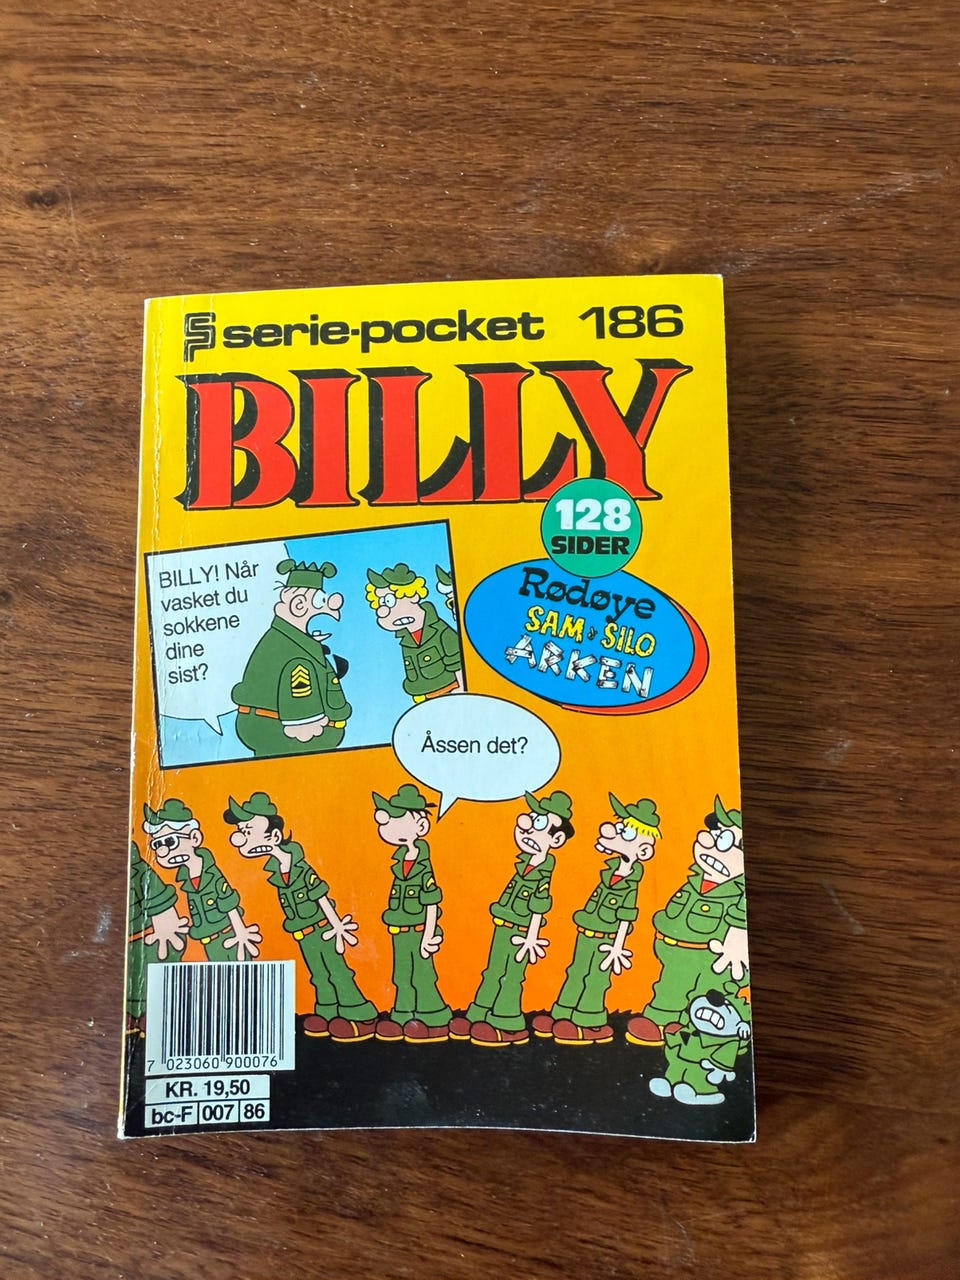 serie-pocket 186
BILLY
128
SIDER
Rødøye
SAM & SILO
ARKEN
BILLY! Når
vasket du
sokkene
dine
sist?
Åssen det?
7 023060 900076
KR. 19,50
bc-F 007 86